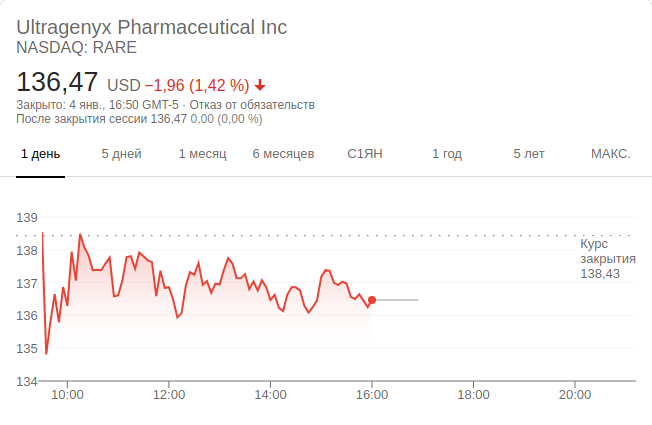 Ultragenyx Pharmaceutical Inc
NASDAQ: RARE
136,47 USD −1,96 (1,42 %)
Закрыто: 4 янв., 16:50 GMT-5 · Отказ от обязательств
После закрытия сессии 136,47 0,00 (0,00 %)
1 день 5 дней 1 месяц 6 месяцев С1ЯН 1 год 5 лет МАКС.
139
138
137
136
135
134
Курс
закрытия
138,43
10:00 12:00 14:00 16:00 18:00 20:00